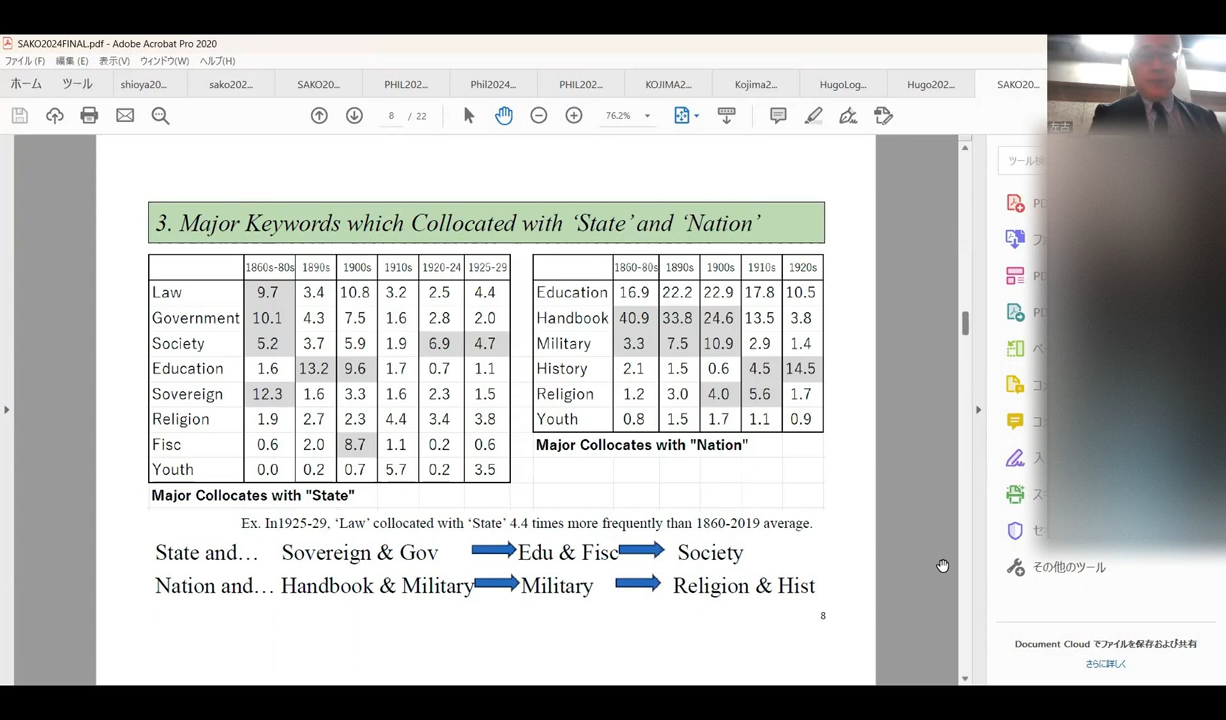 SAKO2024FINAL.pdf - Adobe Acrobat Pro 2020
ファイル(F) 編集(E) 表示(V) ウィンドウ(W) ヘルプ(H)
ホーム ツール shioya20... sako202... SAKO20... PHIL202... Phil2024... PHIL202... KOJIMA2... Kojima2... HugoLog... Hugo202... SAKO20...
8 / 22 76.2%
左古
ツール検
3. Major Keywords which Collocated with 'State' and 'Nation'
1860s-80s 1890s 1900s 1910s 1920-24 1925-29
Law 9.7 3.4 10.8 3.2 2.5 4.4
Government 10.1 4.3 7.5 1.6 2.8 2.0
Society 5.2 3.7 5.9 1.9 6.9 4.7
Education 1.6 13.2 9.6 1.7 0.7 1.1
Sovereign 12.3 1.6 3.3 1.6 2.3 1.5
Religion 1.9 2.7 2.3 4.4 3.4 3.8
Fisc 0.6 2.0 8.7 1.1 0.2 0.6
Youth 0.0 0.2 0.7 5.7 0.2 3.5
Major Collocates with "State"
1860-80s 1890s 1900s 1910s 1920s
Education 16.9 22.2 22.9 17.8 10.5
Handbook 40.9 33.8 24.6 13.5 3.8
Military 3.3 7.5 10.9 2.9 1.4
History 2.1 1.5 0.6 4.5 14.5
Religion 1.2 3.0 4.0 5.6 1.7
Youth 0.8 1.5 1.7 1.1 0.9
Major Collocates with "Nation"
Ex. In1925-29, 'Law' collocated with 'State' 4.4 times more frequently than 1860-2019 average.
State and... Sovereign & Gov Edu & Fisc Society
Nation and... Handbook & Military Military Religion & Hist
8
その他のツール
Document Cloud でファイルを保存および共有
さらに詳しく